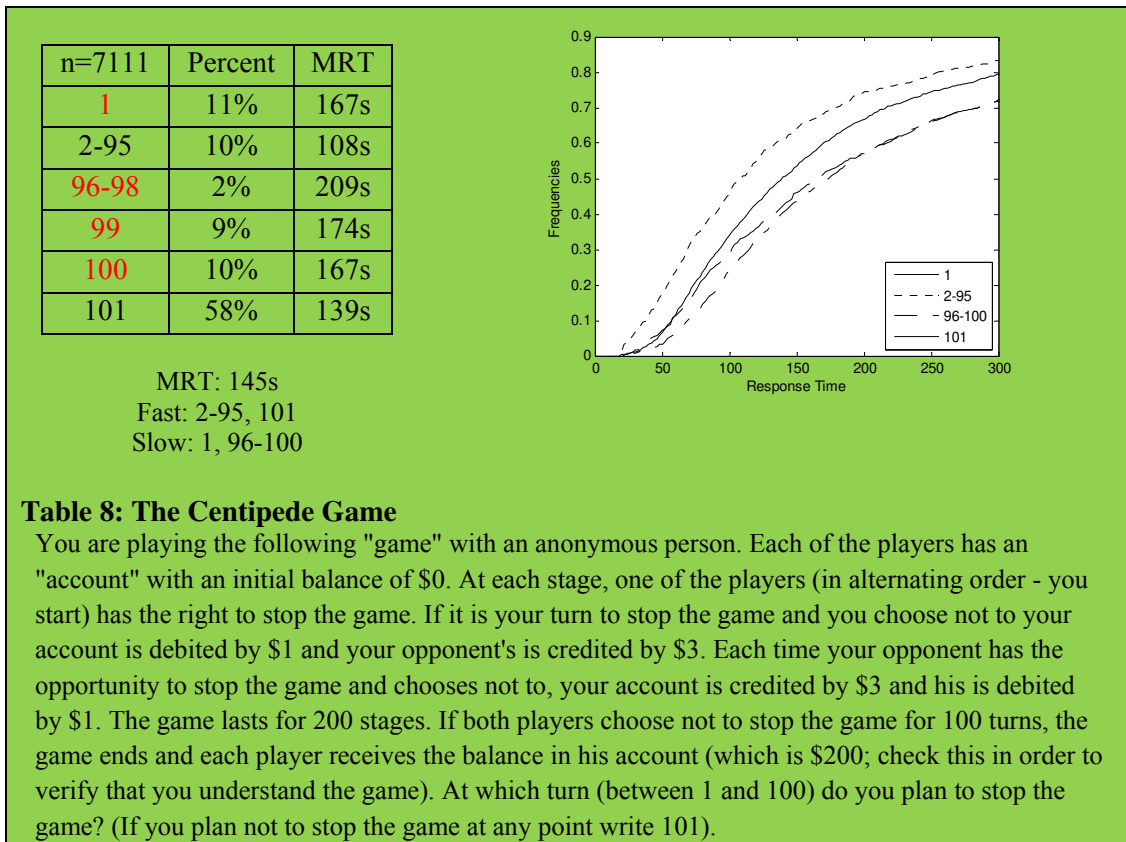 n=7111 Percent MRT
1 11% 167s
2-95 10% 108s
96-98 2% 209s
99 9% 174s
100 10% 167s
101 58% 139s
MRT: 145s
Fast: 2-95, 101
Slow: 1, 96-100
0.9
0.8
0.7
0.6
0.5
0.4
0.3
0.2
0.1
0
Frequencies
0 50 100 150 200 250 300
Response Time
1
2-95
96-100
101
Table 8: The Centipede Game
You are playing the following "game" with an anonymous person. Each of the players has an
"account" with an initial balance of $0. At each stage, one of the players (in alternating order - you
start) has the right to stop the game. If it is your turn to stop the game and you choose not to your
account is debited by $1 and your opponent's is credited by $3. Each time your opponent has the
opportunity to stop the game and chooses not to, your account is credited by $3 and his is debited
by $1. The game lasts for 200 stages. If both players choose not to stop the game for 100 turns, the
game ends and each player receives the balance in his account (which is $200; check this in order to
verify that you understand the game). At which turn (between 1 and 100) do you plan to stop the
game? (If you plan not to stop the game at any point write 101).